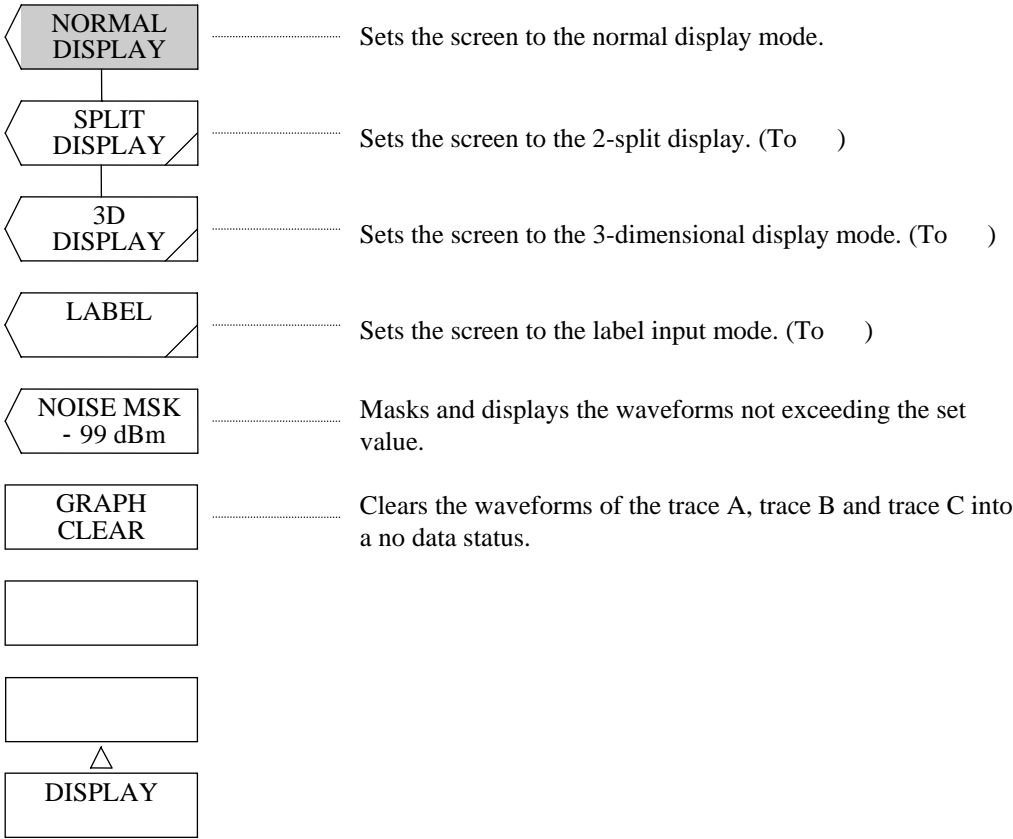 NORMAL
DISPLAY
Sets the screen to the normal display mode.
SPLIT
DISPLAY
Sets the screen to the 2-split display. (To )
3D
DISPLAY
Sets the screen to the 3-dimensional display mode. (To )
LABEL
Sets the screen to the label input mode. (To )
NOISE MSK
- 99 dBm
Masks and displays the waveforms not exceeding the set
value.
GRAPH
CLEAR
Clears the waveforms of the trace A, trace B and trace C into
a no data status.
DISPLAY